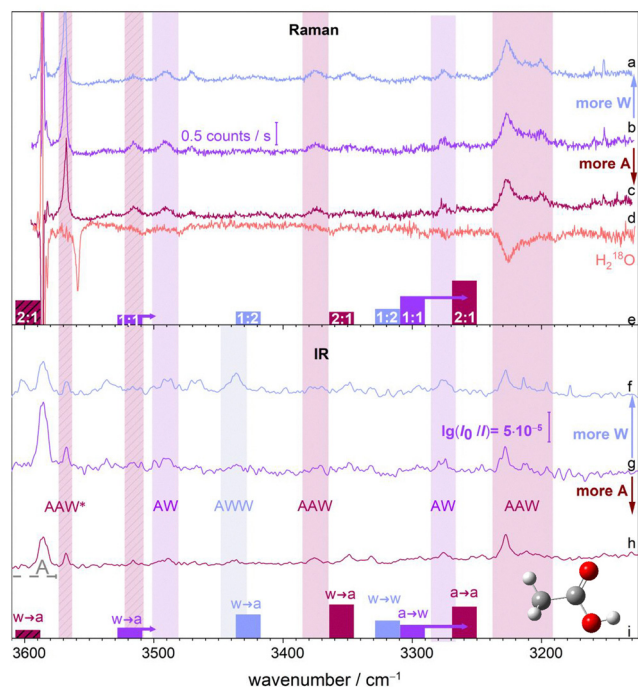 Raman
a
more W
0.5 counts / s
b
more A
c
d
H₂¹⁸O
2:1
1:1
1:2
2:1
1:2
1:1
2:1
e
IR
f
more W
lg(I₀ /I)= 5·10⁻⁵
g
more A
AAW*
AW
AWW
AAW
AW
AAW
h
A
w→a
w→a
w→a
w→a
w→w
a→w
a→a
i
3600
3500
3400
3300
3200
wavenumber / cm⁻¹